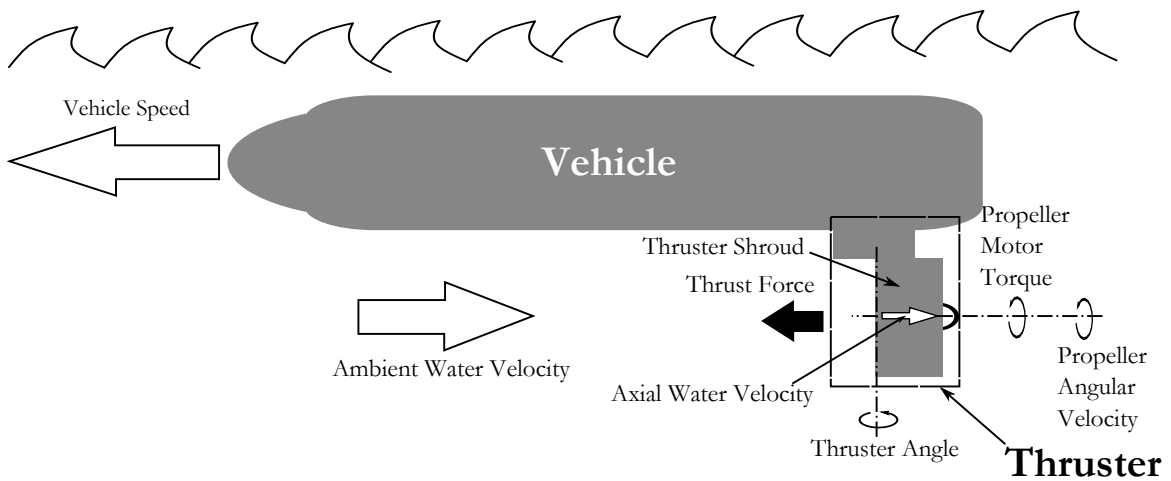 Vehicle Speed
Vehicle
Propeller
Motor
Torque
Thruster Shroud
Thrust Force
Ambient Water Velocity
Axial Water Velocity
Propeller
Angular
Velocity
Thruster Angle
Thruster